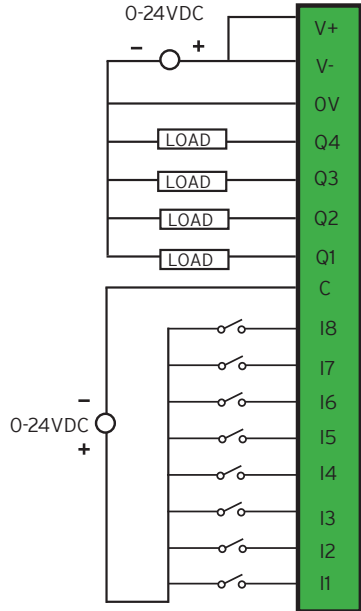 0-24VDC
− +
V+
V-
0V
LOAD Q4
LOAD Q3
LOAD Q2
LOAD Q1
C
I8
I7
−
I6
0-24VDC
I5
+
I4
I3
I2
I1